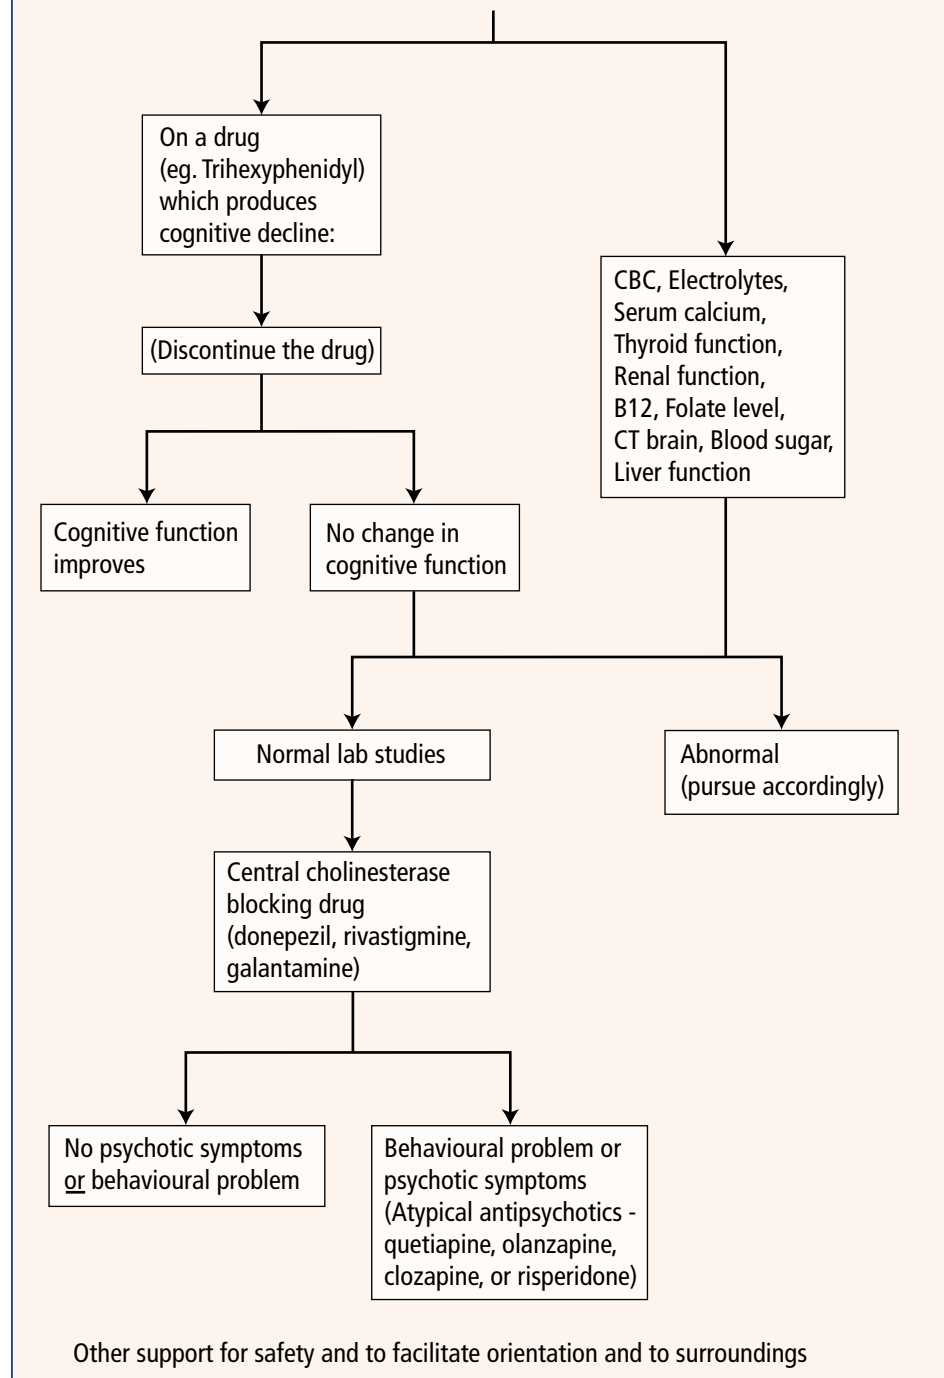 On a drug
(eg. Trihexyphenidyl)
which produces
cognitive decline:
CBC, Electrolytes,
Serum calcium,
Thyroid function,
Renal function,
B12, Folate level,
CT brain, Blood sugar,
Liver function
(Discontinue the drug)
Cognitive function
improves
No change in
cognitive function
Normal lab studies
Abnormal
(pursue accordingly)
Central cholinesterase
blocking drug
(donepezil, rivastigmine,
galantamine)
No psychotic symptoms
or behavioural problem
Behavioural problem or
psychotic symptoms
(Atypical antipsychotics -
quetiapine, olanzapine,
clozapine, or risperidone)
Other support for safety and to facilitate orientation and to surroundings